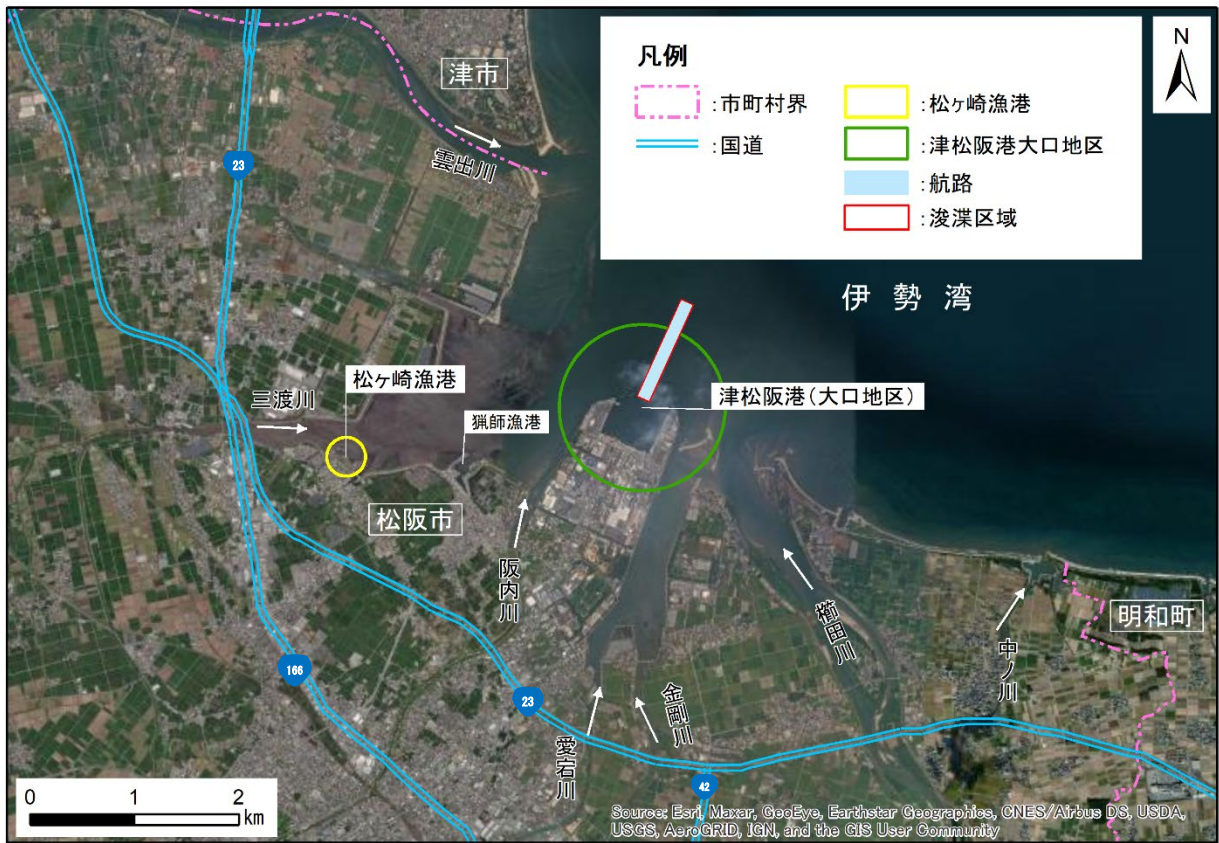 津市
雲出川
23
凡例
:市町村界
:国道
:松ヶ崎漁港
:津松阪港大口地区
:航路
:浚渫区域
N
伊勢湾
松ヶ崎漁港
三渡川
猟師漁港
津松阪港(大口地区)
松阪市
阪内川
櫛田川
中ノ川
明和町
166
23
金剛川
愛宕川
42
0 1 2
km
Source: Esri, Maxar, GeoEye, Earthstar Geographics, CNES/Airbus DS, USDA,
USGS, AeroGRID, IGN, and the GIS User Community